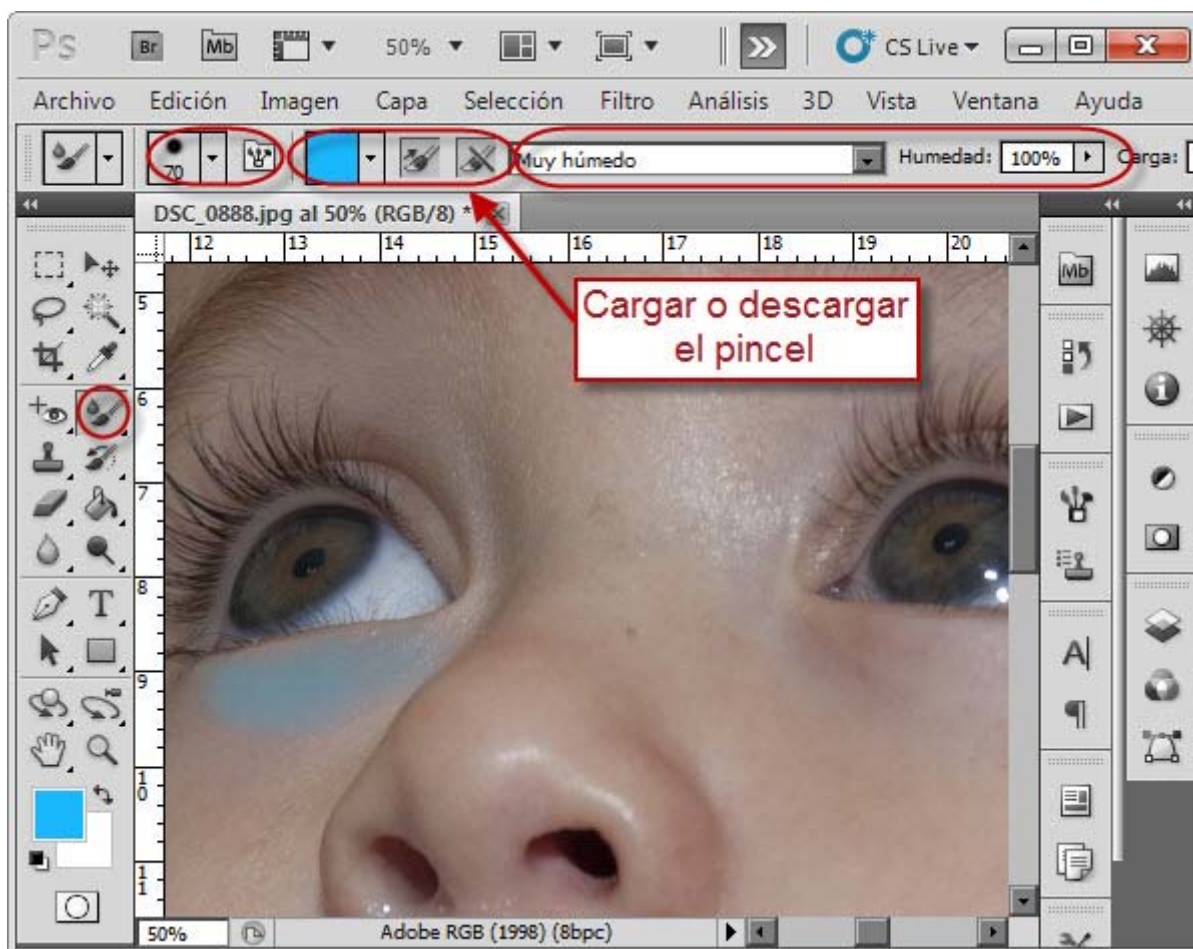 Ps Br Mb 50% CS Live
Archivo Edición Imagen Capa Selección Filtro Análisis 3D Vista Ventana Ayuda
70 Muy húmedo Humedad: 100% Carga:
DSC_0888.jpg al 50% (RGB/8) *
12 13 14 15 16 17 18 19 20
Mb
5
Cargar o descargar
el pincel
6
7
8
T
A
9
10
11
50% Adobe RGB (1998) (8bpc)